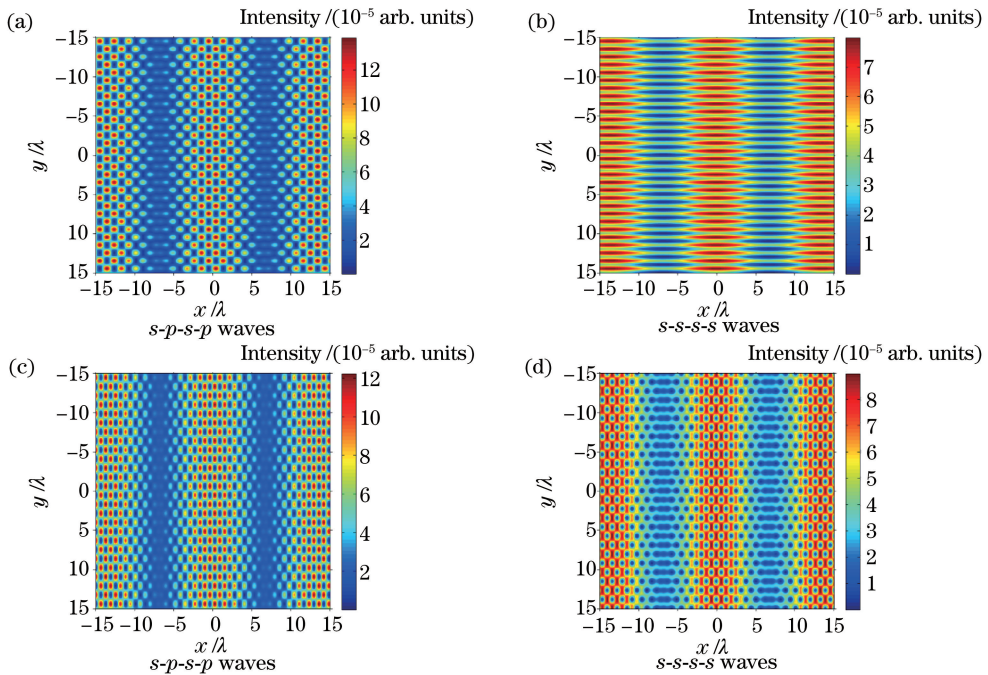 (a)
Intensity /(10⁻⁵ arb. units)
−15
−10
−5
0
5
10
15
y /λ
−15 −10 −5 0 5 10 15
x /λ
s-p-s-p waves
12
10
8
6
4
2
(b)
Intensity /(10⁻⁵ arb. units)
−15
−10
−5
0
5
10
15
y /λ
−15 −10 −5 0 5 10 15
x /λ
s-s-s-s waves
7
6
5
4
3
2
1
(c)
Intensity /(10⁻⁵ arb. units)
−15
−10
−5
0
5
10
15
y /λ
−15 −10 −5 0 5 10 15
x /λ
s-p-s-p waves
12
10
8
6
4
2
(d)
Intensity /(10⁻⁵ arb. units)
−15
−10
−5
0
5
10
15
y /λ
−15 −10 −5 0 5 10 15
x /λ
s-s-s-s waves
8
7
6
5
4
3
2
1